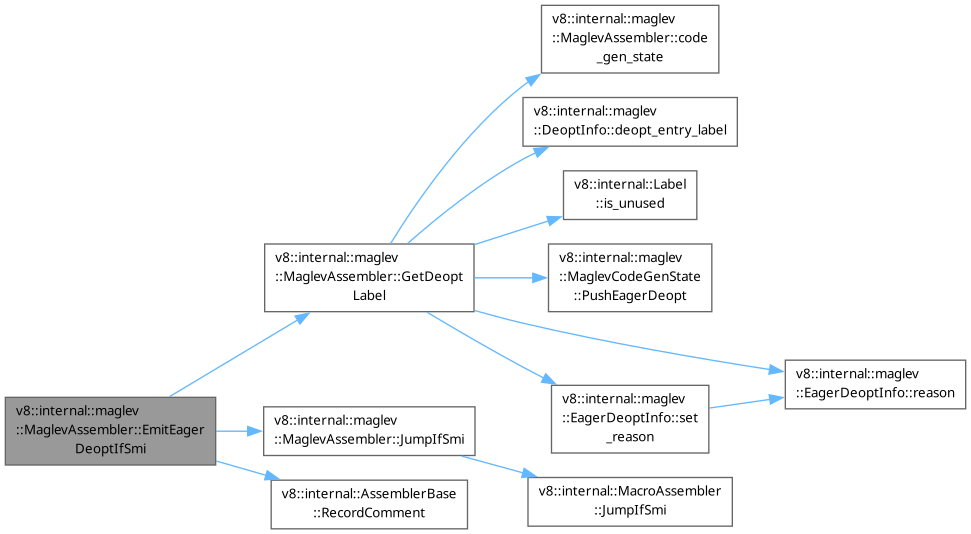 v8::internal::maglev
::MaglevAssembler::code
_gen_state
v8::internal::maglev
::DeoptInfo::deopt_entry_label
v8::internal::Label
::is_unused
v8::internal::maglev
::MaglevAssembler::GetDeopt
Label
v8::internal::maglev
::MaglevCodeGenState
::PushEagerDeopt
v8::internal::maglev
::EagerDeoptInfo::reason
v8::internal::maglev
::EagerDeoptInfo::set
_reason
v8::internal::maglev
::MaglevAssembler::EmitEager
DeoptIfSmi
v8::internal::maglev
::MaglevAssembler::JumpIfSmi
v8::internal::AssemblerBase
::RecordComment
v8::internal::MacroAssembler
::JumpIfSmi